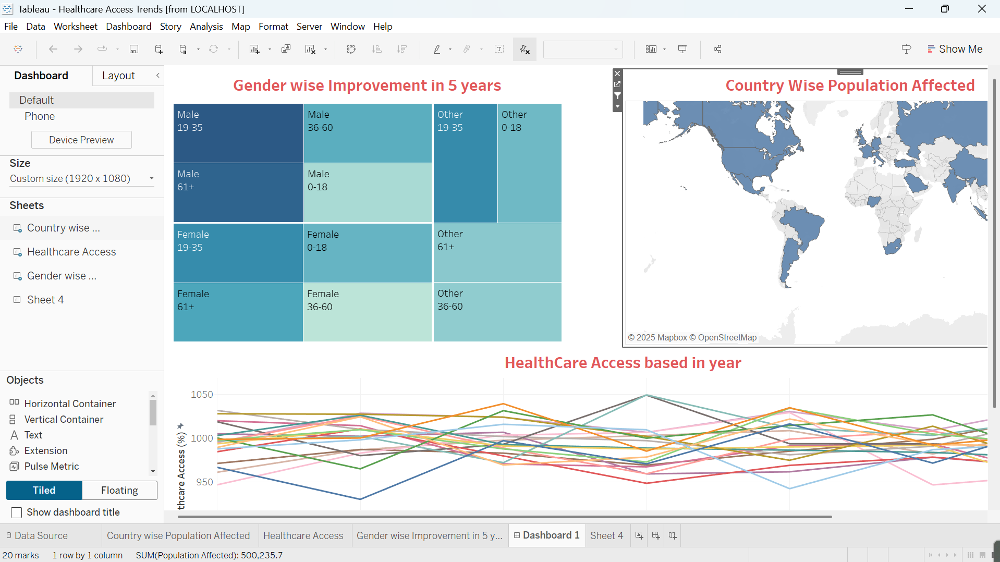 Tableau - Healthcare Access Trends [from LOCALHOST]
File Data Worksheet Dashboard Story Analysis Map Format Server Window Help
Show Me
Dashboard Layout
Default
Phone
Device Preview
Size
Custom size (1920 x 1080)
Sheets
Country wise ...
Healthcare Access
Gender wise ...
Sheet 4
Objects
Horizontal Container
Vertical Container
Text
Extension
Pulse Metric
Tiled Floating
Show dashboard title
Gender wise Improvement in 5 years
Male
19-35
Male
36-60
Other
19-35
Other
0-18
Male
61+
Male
0-18
Female
19-35
Female
0-18
Other
61+
Female
61+
Female
36-60
Other
36-60
Country Wise Population Affected
© 2025 Mapbox © OpenStreetMap
HealthCare Access based in year
1050
1000
950
thcare Access (%)
Data Source Country wise Population Affected Healthcare Access Gender wise Improvement in 5 y... Dashboard 1 Sheet 4
20 marks 1 row by 1 column SUM(Population Affected): 500,235.7